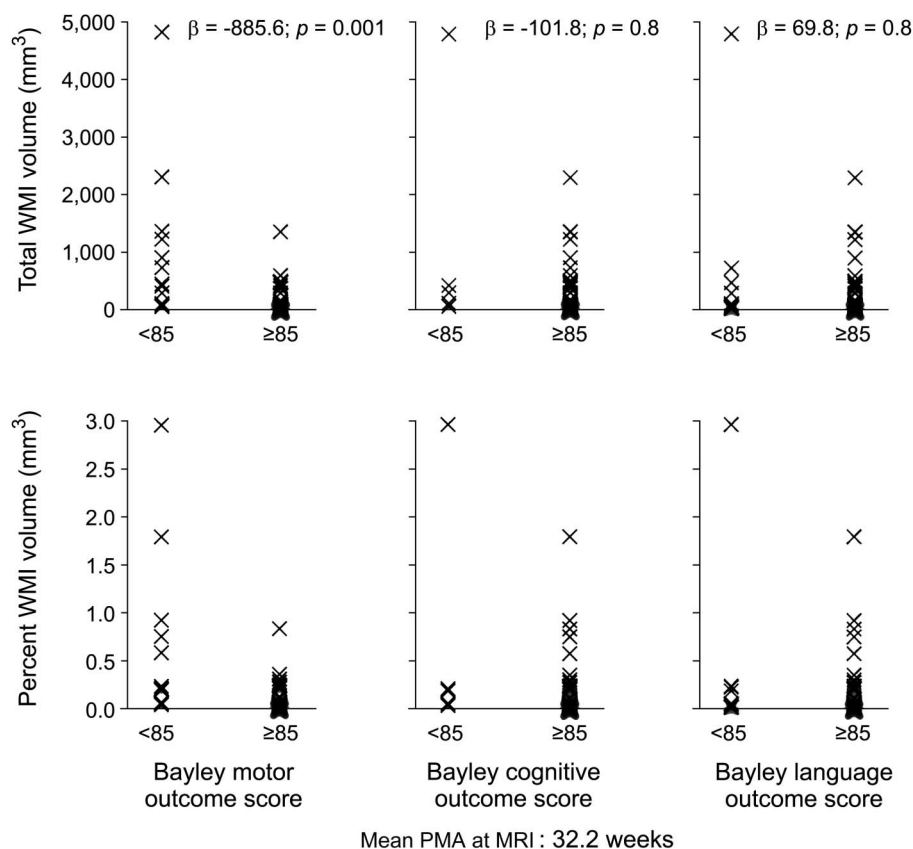 Total WMI volume (mm³)
5,000
4,000
3,000
2,000
1,000
0
β = -885.6; p = 0.001
<85
≥85
β = -101.8; p = 0.8
<85
≥85
β = 69.8; p = 0.8
<85
≥85
Percent WMI volume (mm³)
3.0
2.5
2.0
1.5
1.0
0.5
0.0
<85
≥85
Bayley motor
outcome score
<85
≥85
Bayley cognitive
outcome score
<85
≥85
Bayley language
outcome score
Mean PMA at MRI : 32.2 weeks